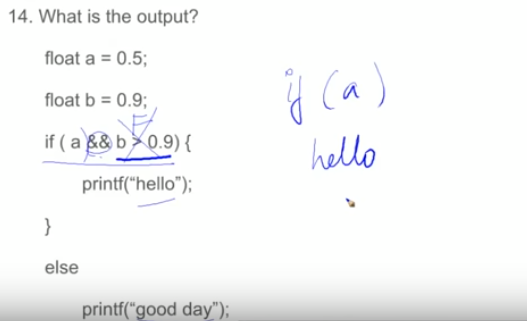 14. What is the output?
float a = 0.5;
float b = 0.9;
if ( a && b > 0.9) {
printf("hello");
}
else
printf("good day");
if (a)
hello